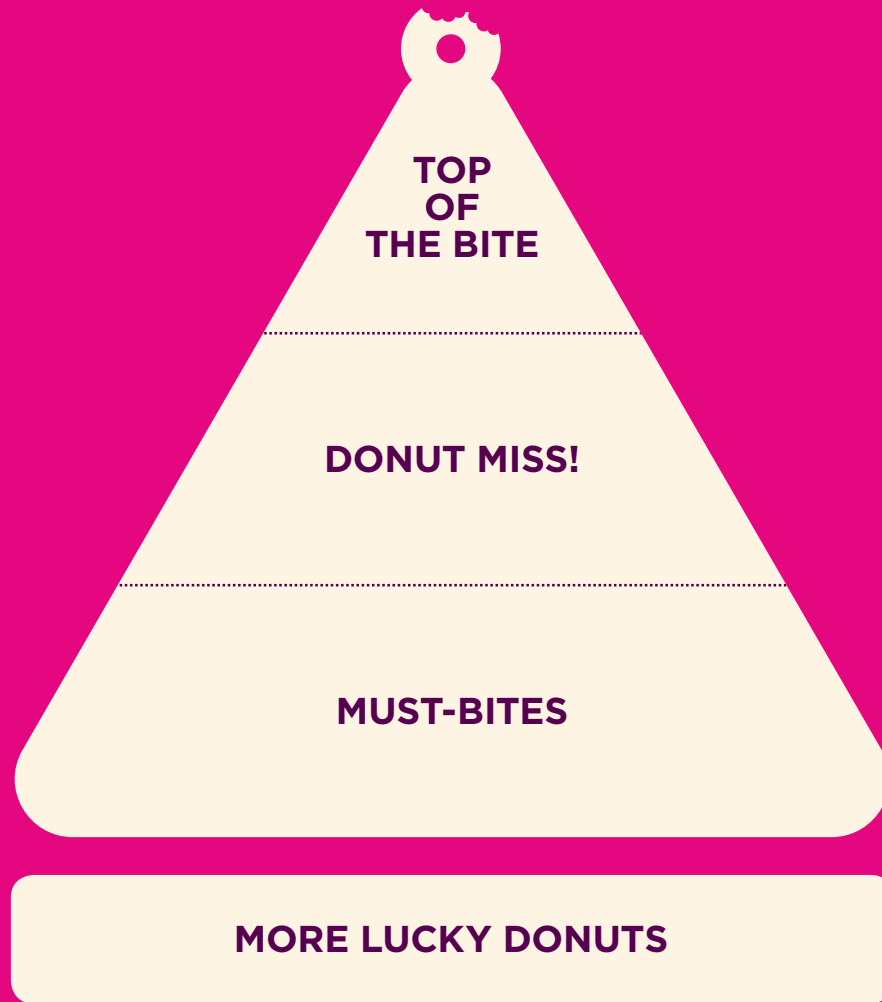 TOP
OF
THE BITE
DONUT MISS!
MUST-BITES
MORE LUCKY DONUTS